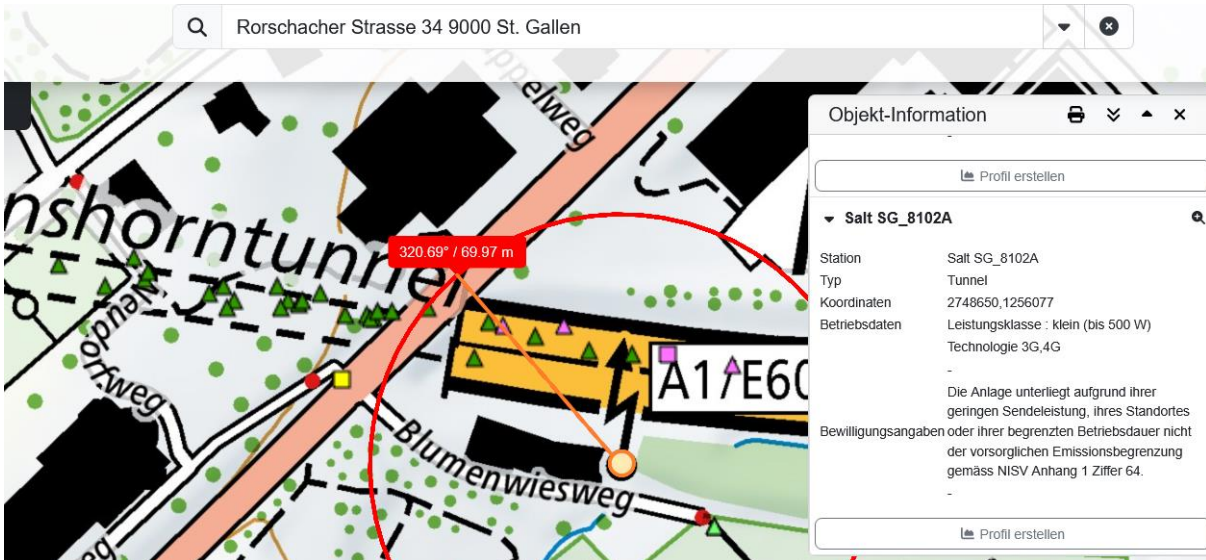 Rorschacher Strasse 34 9000 St. Gallen
ppelweg
nshorntunnel
320.69° / 69.97 m
Neudorfweg
A1/E60
Blumenwiesweg
eg
Objekt-Information
-
Profil erstellen
Salt SG_8102A
Station Salt SG_8102A
Typ Tunnel
Koordinaten 2748650,1256077
Betriebsdaten Leistungsklasse : klein (bis 500 W)
Technologie 3G,4G
-
Die Anlage unterliegt aufgrund ihrer
geringen Sendeleistung, ihres Standortes
Bewilligungsangaben oder ihrer begrenzten Betriebsdauer nicht
der vorsorglichen Emissionsbegrenzung
gemäss NISV Anhang 1 Ziffer 64.
-
Profil erstellen